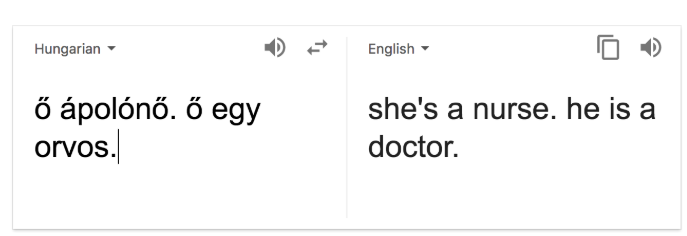 Hungarian
English
ő ápolónő. ő egy
orvos.
she's a nurse. he is a
doctor.